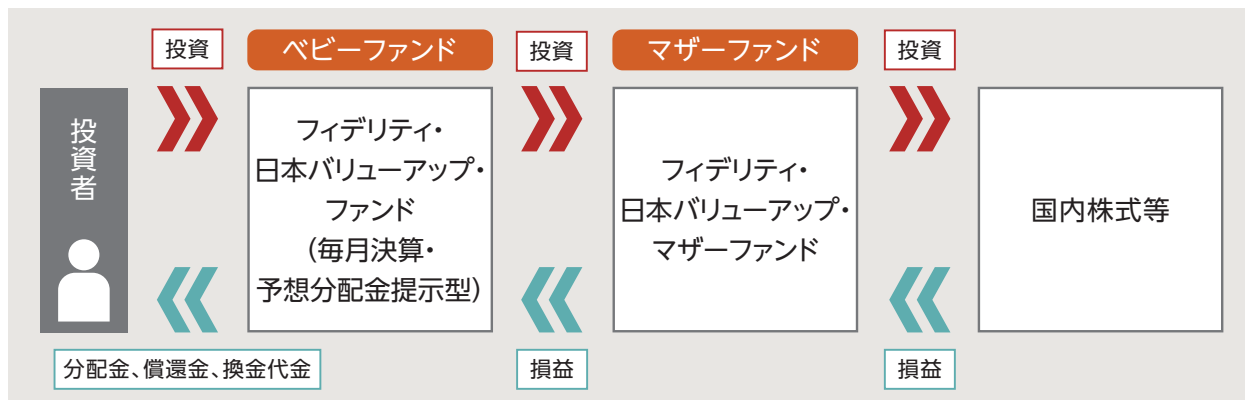 投資
ベビーファンド
投資
マザーファンド
投資
投資者
フィデリティ・
日本バリューアップ・
ファンド
(毎月決算・
予想分配金提示型)
フィデリティ・
日本バリューアップ・
マザーファンド
国内株式等
分配金、償還金、換金代金
損益
損益